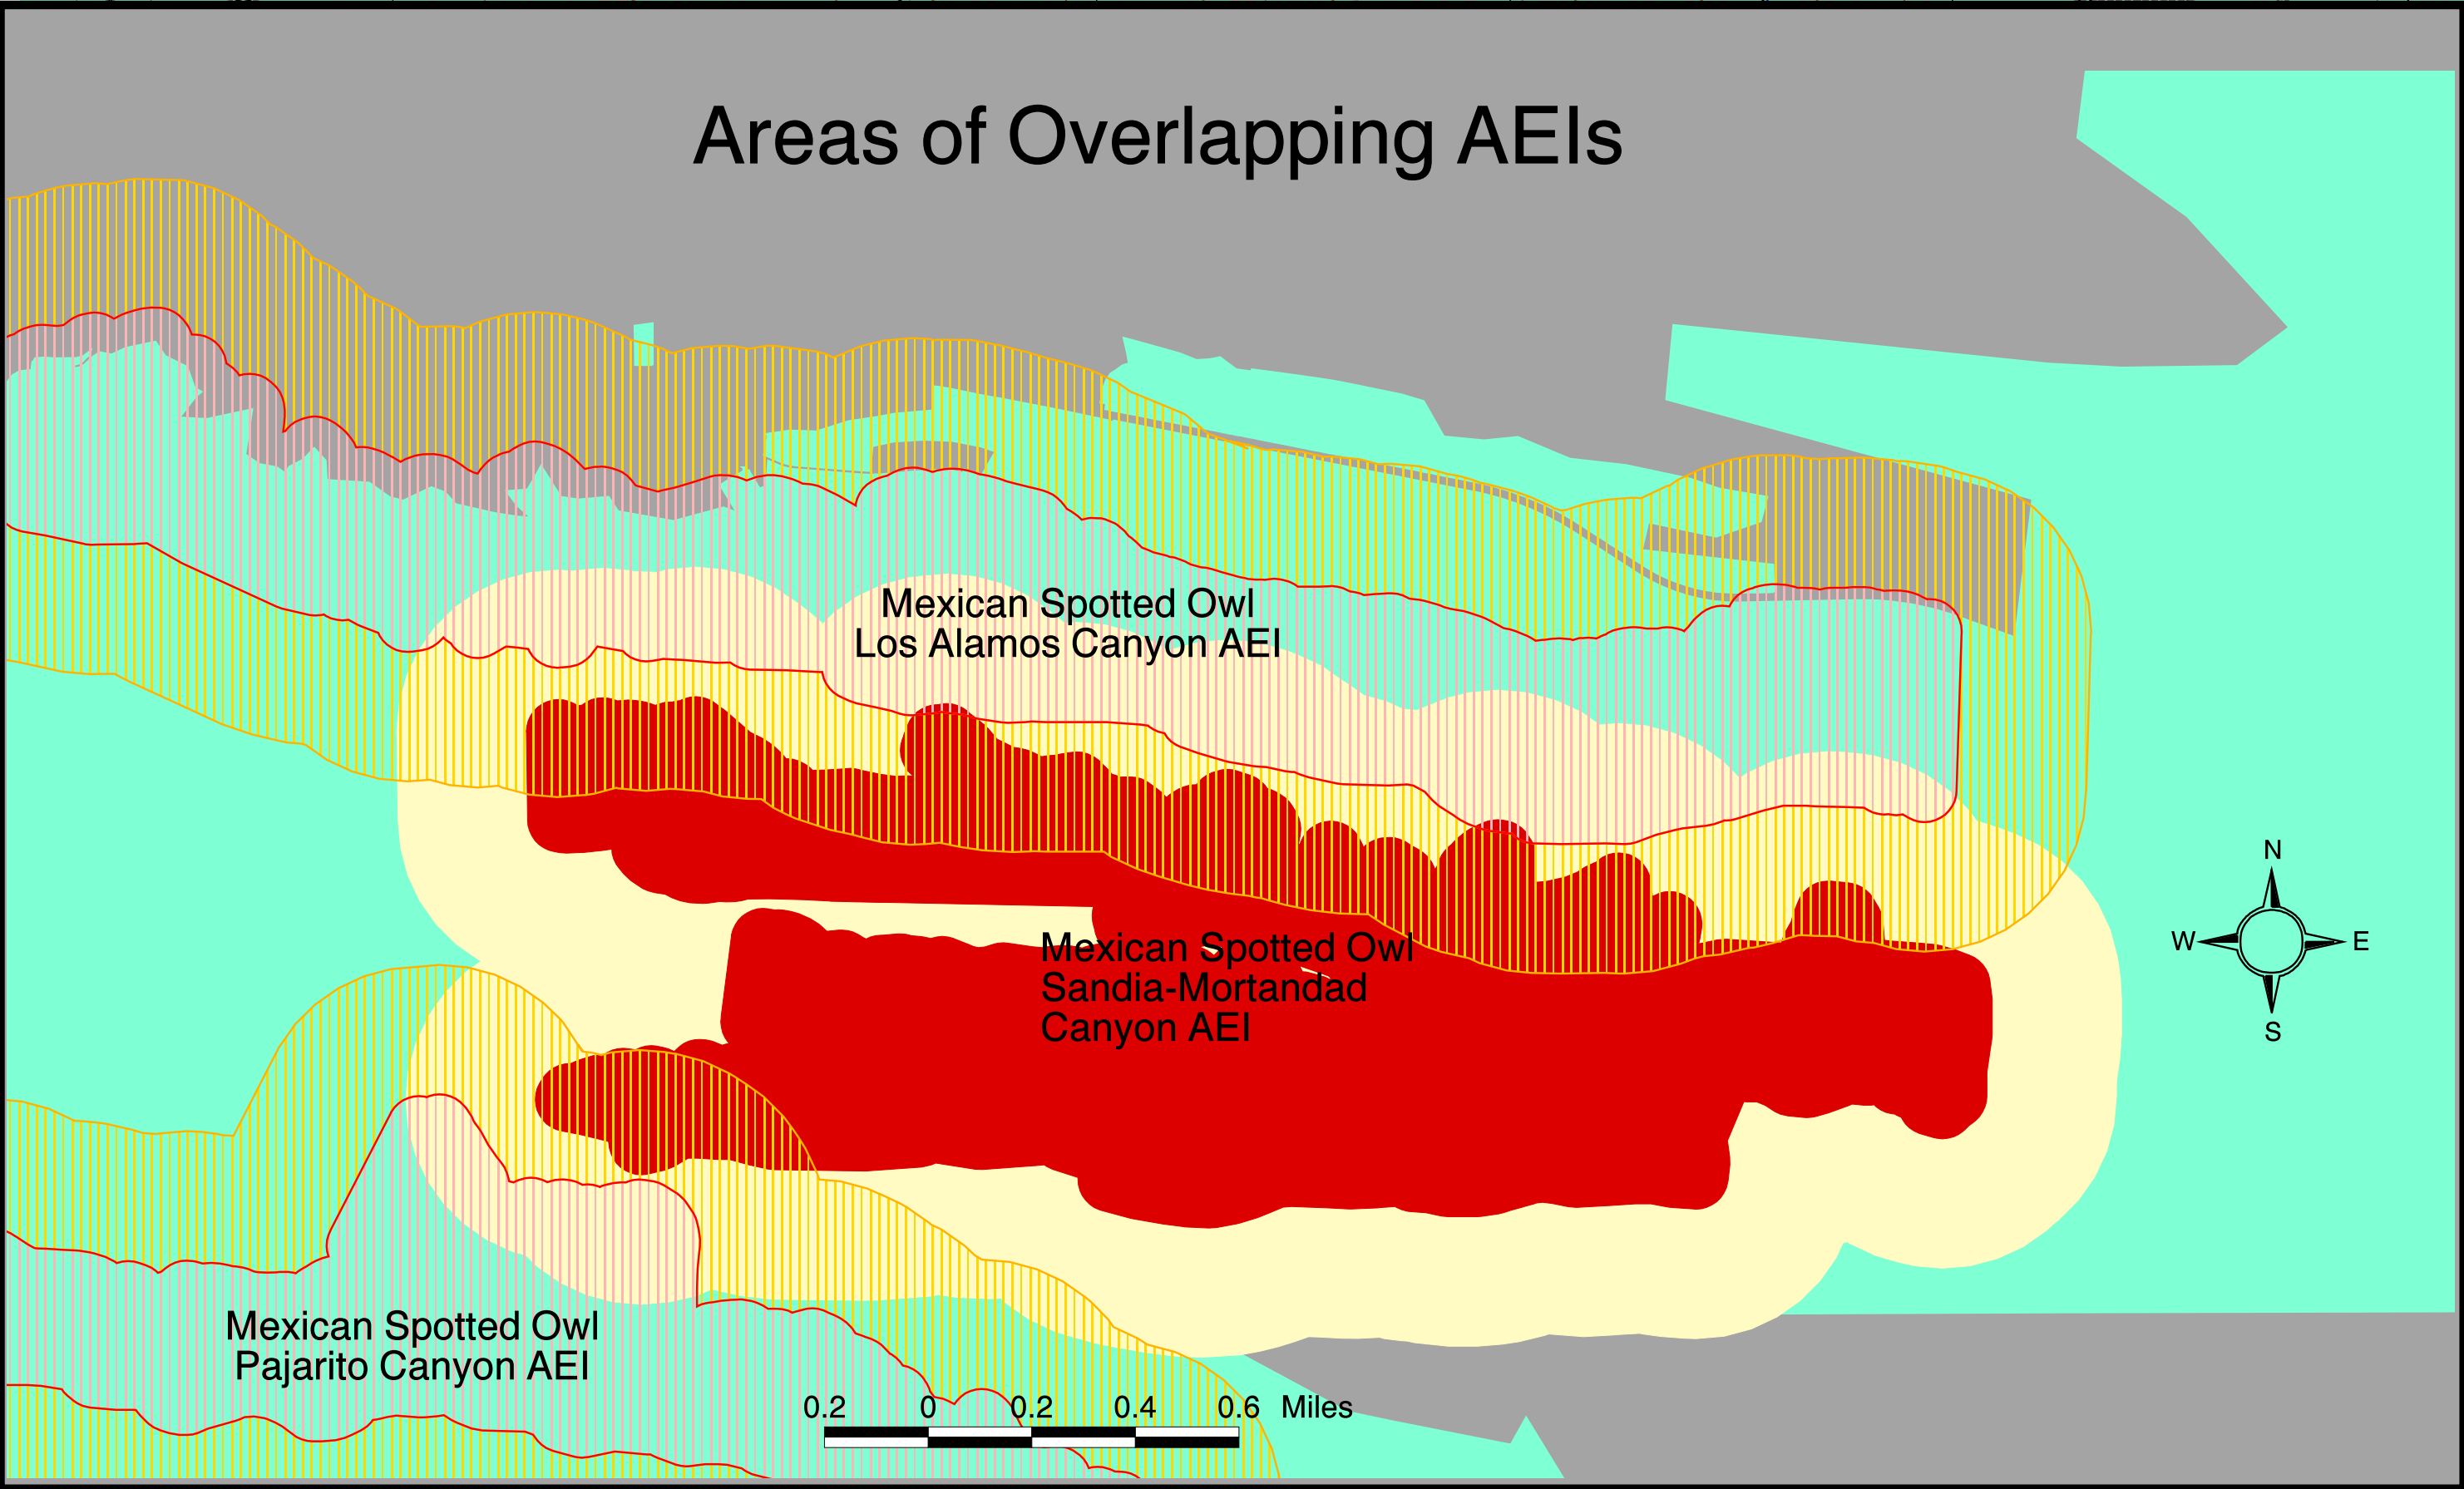 Areas of Overlapping AEIs
Mexican Spotted Owl
Los Alamos Canyon AEI
Mexican Spotted Owl
Sandia-Mortandad
Canyon AEI
N
W E
S
Mexican Spotted Owl
Pajarito Canyon AEI
0.2 0 0.2 0.4 0.6 Miles